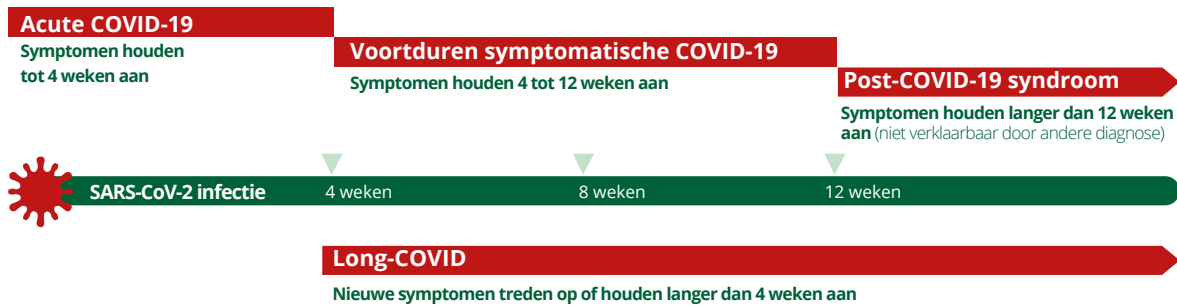 Acute COVID-19
Symptomen houden
tot 4 weken aan
Voortduren symptomatische COVID-19
Symptomen houden 4 tot 12 weken aan
Post-COVID-19 syndroom
Symptomen houden langer dan 12 weken
aan (niet verklaarbaar door andere diagnose)
SARS-CoV-2 infectie 4 weken 8 weken 12 weken
Long-COVID
Nieuwe symptomen treden op of houden langer dan 4 weken aan